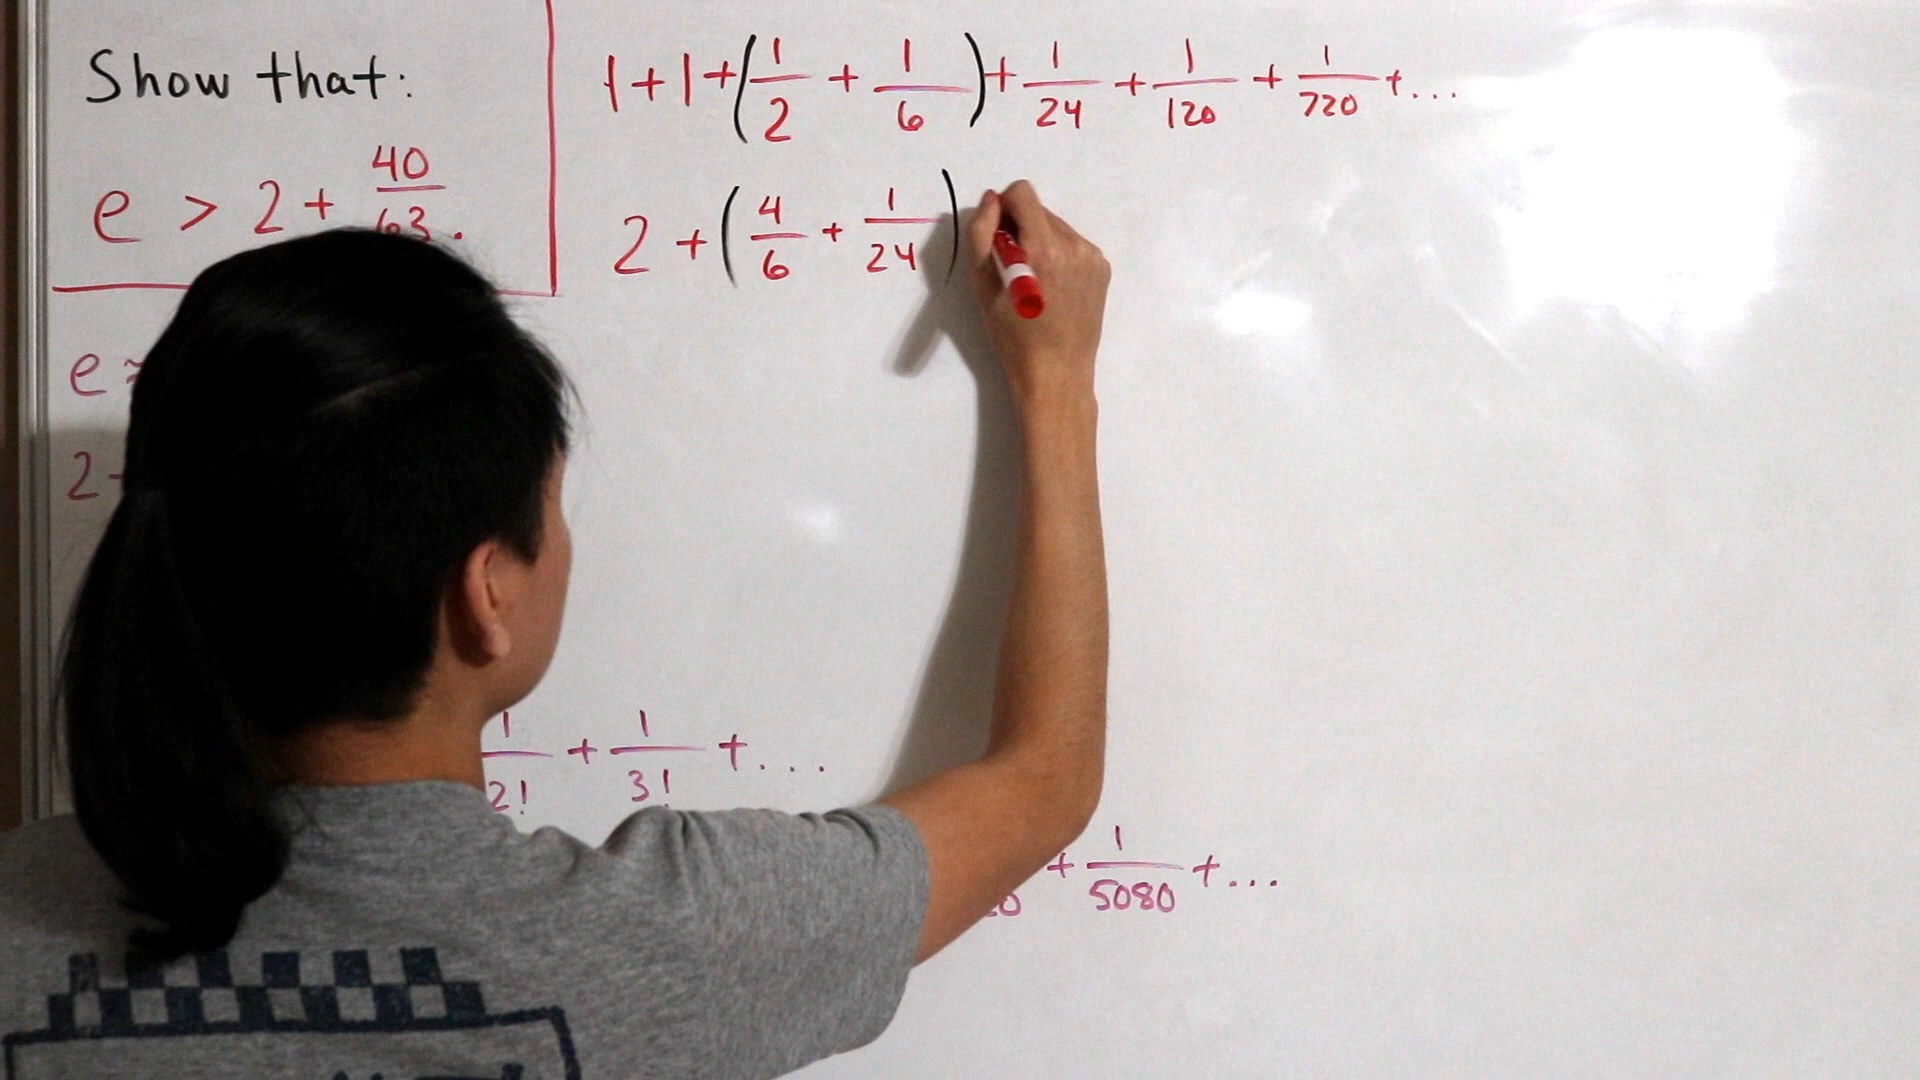 Show that:
e > 2 + 40/63.
1 + 1 + (1/2 + 1/6) + 1/24 + 1/120 + 1/720 + ...
2 + (4/6 + 1/24)
e ≈
2 -
1/2! + 1/3! + ...
+ 1/5080 + ...